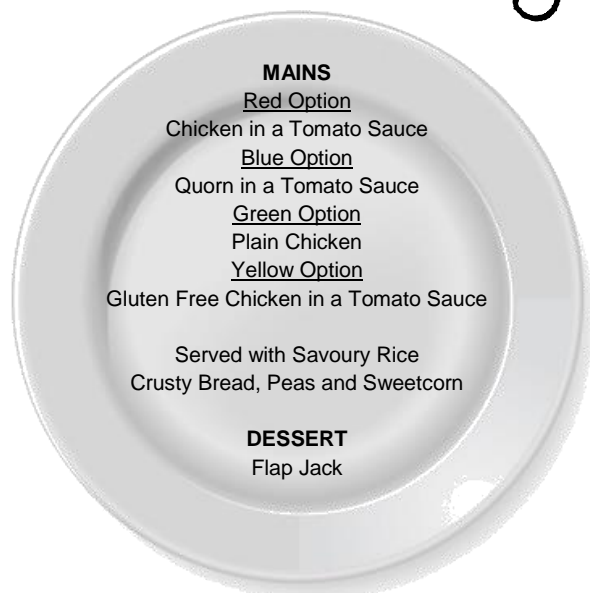 MAINS
Red Option
Chicken in a Tomato Sauce
Blue Option
Quorn in a Tomato Sauce
Green Option
Plain Chicken
Yellow Option
Gluten Free Chicken in a Tomato Sauce
Served with Savoury Rice
Crusty Bread, Peas and Sweetcorn
DESSERT
Flap Jack